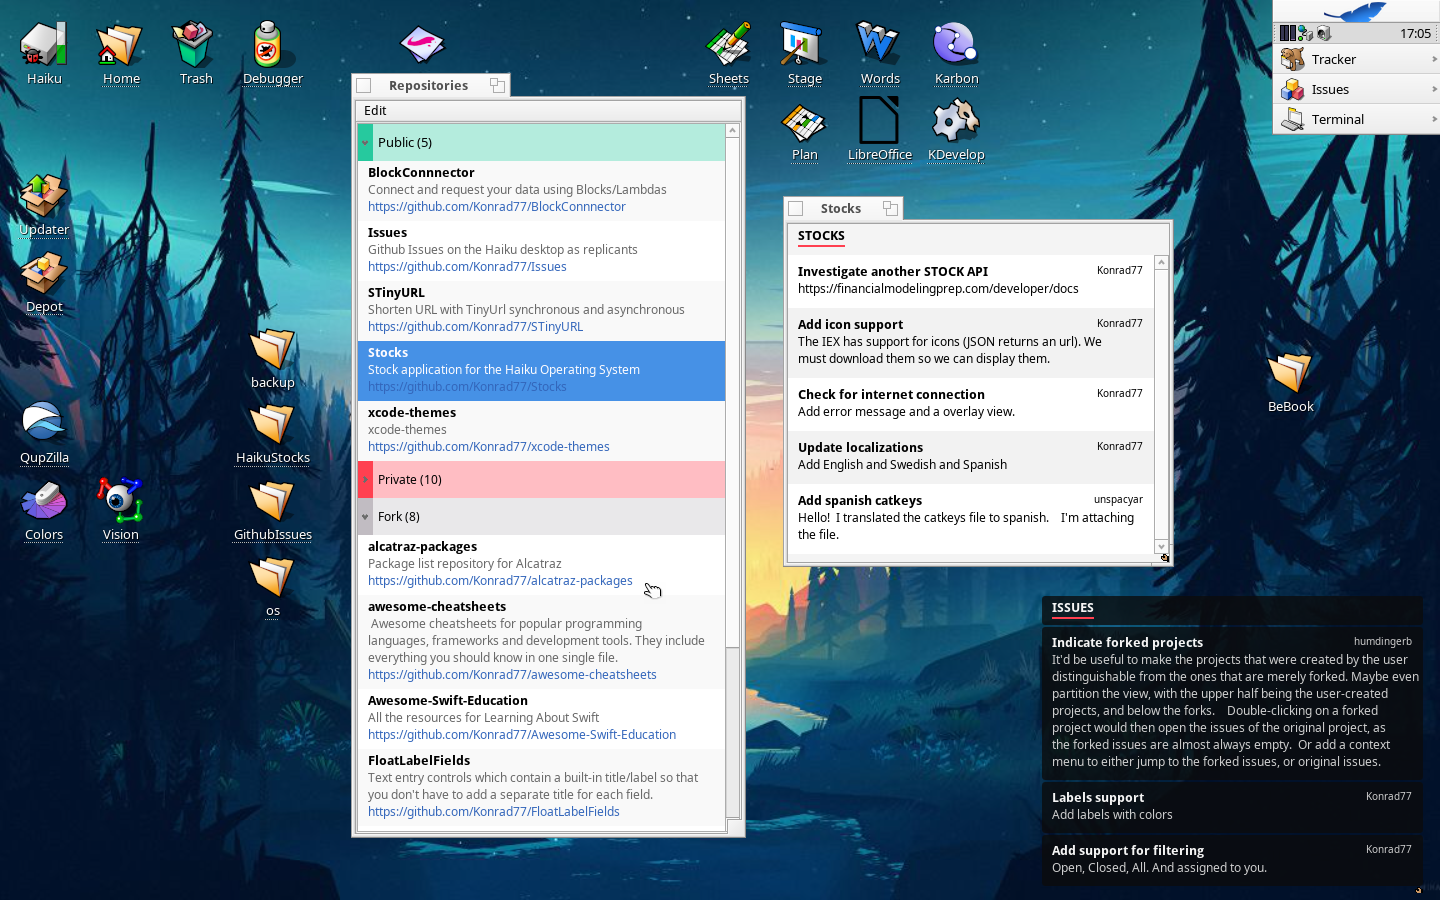 Haiku
Home
Trash
Debugger
Sheets
Stage
Words
Karbon
17:05
Tracker
Issues
Terminal
Plan
LibreOffice
KDevelop
Updater
Depot
backup
QupZilla
HaikuStocks
Colors
Vision
GithubIssues
os
BeBook
Repositories
Edit
Public (5)
BlockConnnector
Connect and request your data using Blocks/Lambdas
https://github.com/Konrad77/BlockConnnector
Issues
Github Issues on the Haiku desktop as replicants
https://github.com/Konrad77/Issues
STinyURL
Shorten URL with TinyUrl synchronous and asynchronous
https://github.com/Konrad77/STinyURL
Stocks
Stock application for the Haiku Operating System
https://github.com/Konrad77/Stocks
xcode-themes
xcode-themes
https://github.com/Konrad77/xcode-themes
Private (10)
Fork (8)
alcatraz-packages
Package list repository for Alcatraz
https://github.com/Konrad77/alcatraz-packages
awesome-cheatsheets
Awesome cheatsheets for popular programming
languages, frameworks and development tools. They include
everything you should know in one single file.
https://github.com/Konrad77/awesome-cheatsheets
Awesome-Swift-Education
All the resources for Learning About Swift
https://github.com/Konrad77/Awesome-Swift-Education
FloatLabelFields
Text entry controls which contain a built-in title/label so that
you don't have to add a separate title for each field.
https://github.com/Konrad77/FloatLabelFields
Stocks
STOCKS
Investigate another STOCK API Konrad77
https://financialmodelingprep.com/developer/docs
Add icon support Konrad77
The IEX has support for icons (JSON returns an url). We
must download them so we can display them.
Check for internet connection Konrad77
Add error message and a overlay view.
Update localizations Konrad77
Add English and Swedish and Spanish
Add spanish catkeys unspacyar
Hello! I translated the catkeys file to spanish. I'm attaching
the file.
ISSUES
Indicate forked projects humdingerb
It'd be useful to make the projects that were created by the user
distinguishable from the ones that are merely forked. Maybe even
partition the view, with the upper half being the user-created
projects, and below the forks. Double-clicking on a forked
project would then open the issues of the original project, as
the forked issues are almost always empty. Or add a context
menu to either jump to the forked issues, or original issues.
Labels support Konrad77
Add labels with colors
Add support for filtering Konrad77
Open, Closed, All. And assigned to you.